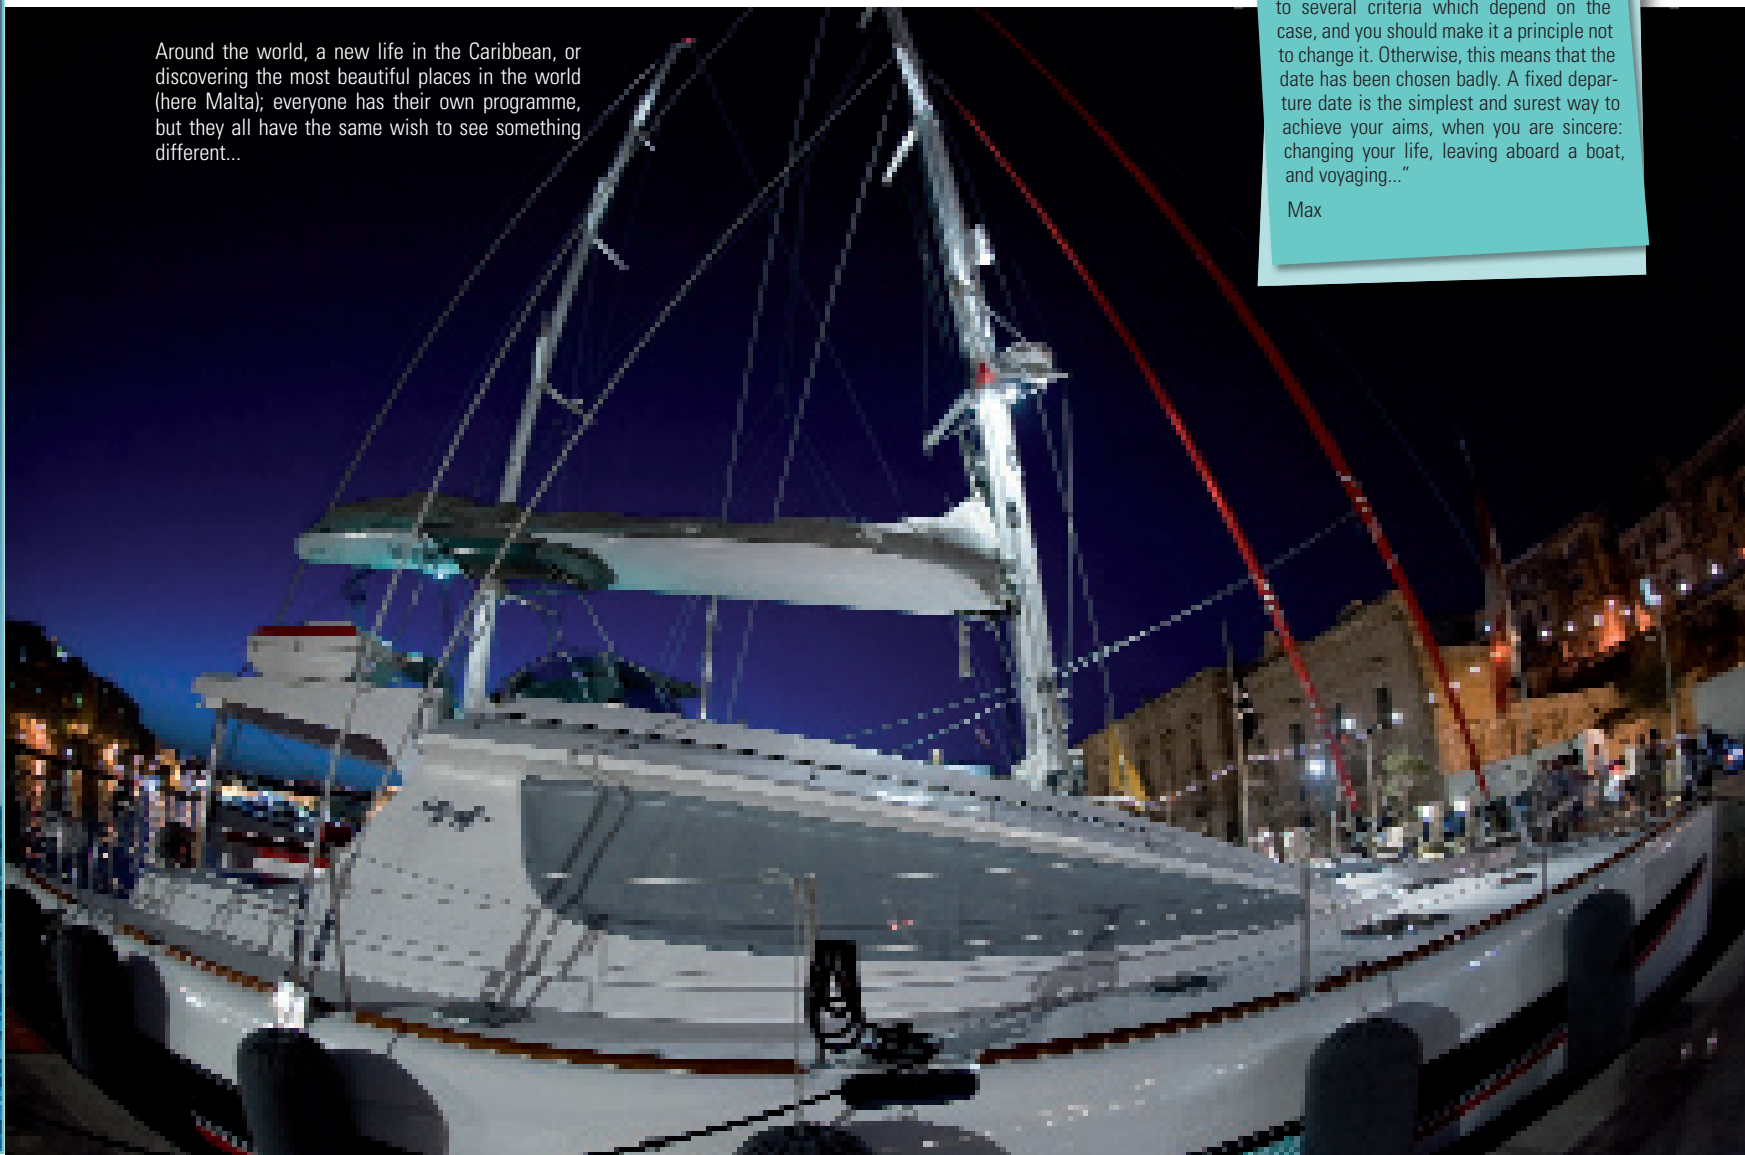 Around the world, a new life in the Caribbean, or
discovering the most beautiful places in the world
(here Malta); everyone has their own programme,
but they all have the same wish to see something
different...
to several criteria which depend on the
case, and you should make it a principle not
to change it. Otherwise, this means that the
date has been chosen badly. A fixed depar-
ture date is the simplest and surest way to
achieve your aims, when you are sincere:
changing your life, leaving aboard a boat,
and voyaging...”
Max